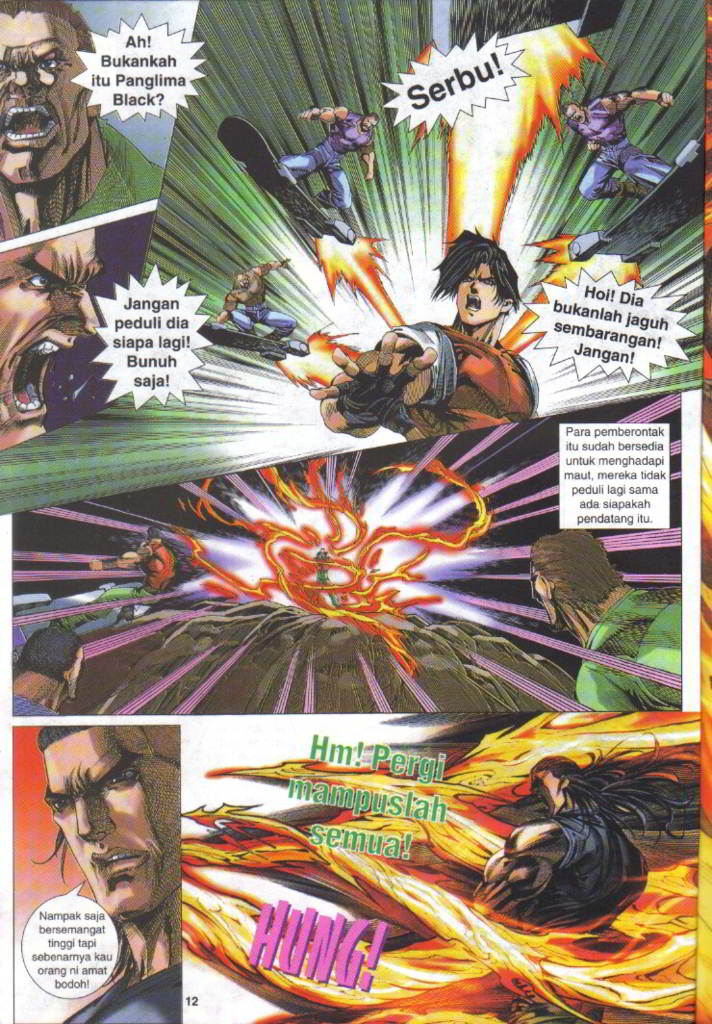 Ah!
Bukankah
itu Panglima
Black?
Serbu!
Jangan
peduli dia
siapa lagi!
Bunuh
saja!
Hoi! Dia
bukanlah jaguh
sembarangan!
Jangan!
Para pemberontak
itu sudah bersedia
untuk menghadapi
maut, mereka tidak
peduli lagi sama
ada siapakah
pendatang itu.
Hm! Pergi
mampuslah
semua!
HUNG!
Nampak saja
bersemangat
tinggi tapi
sebenarnya kau
orang ni amat
bodoh!
12